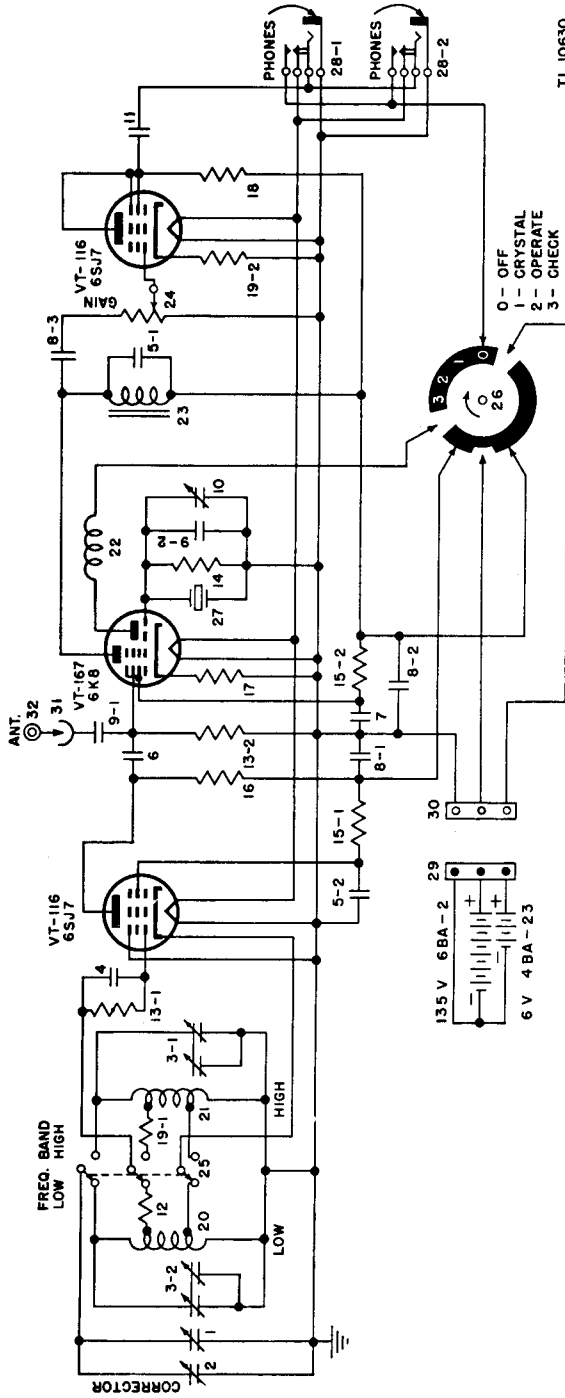 CORRECTOR
2
1
3-2
FREQ. BAND
LOW HIGH
20
12
19-1
25
21
LOW
HIGH
3-1
13-1
4
VT-116
6SJ7
5-2
15-1
16
6
ANT.
32
31
9-1
13-2
8-1
7
VT-167
6K8
17
15-2
8-2
22
27
14
9-2
10
23
5-1
8-3
GAIN
24
VT-116
6SJ7
19-2
18
11
PHONES
28-1
PHONES
28-2
135 V 6 BA-2
6 V 4 BA-23
+
-
+
-
29
30
3 2 1 0
26
0 - OFF
1 - CRYSTAL
2 - OPERATE
3 - CHECK
TL 10630